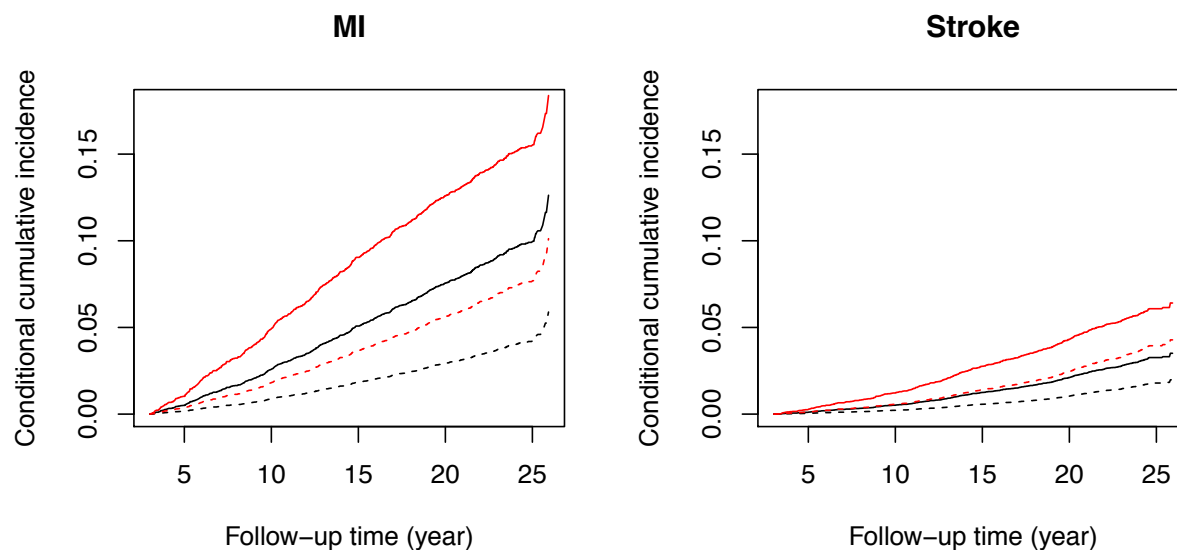 MI
Conditional cumulative incidence
0.00 0.05 0.10 0.15
5 10 15 20 25
Follow−up time (year)
Stroke
Conditional cumulative incidence
0.00 0.05 0.10 0.15
5 10 15 20 25
Follow−up time (year)